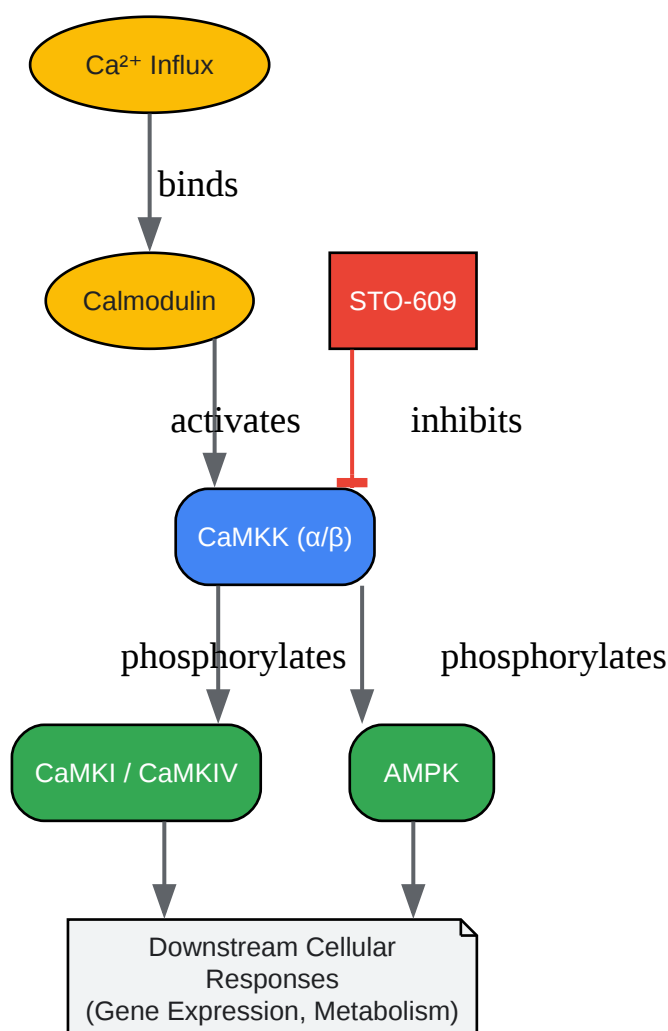 Ca²⁺ Influx
binds
Calmodulin
STO-609
activates
inhibits
CaMKK (α/β)
phosphorylates
phosphorylates
CaMKI / CaMKIV
AMPK
Downstream Cellular
Responses
(Gene Expression, Metabolism)